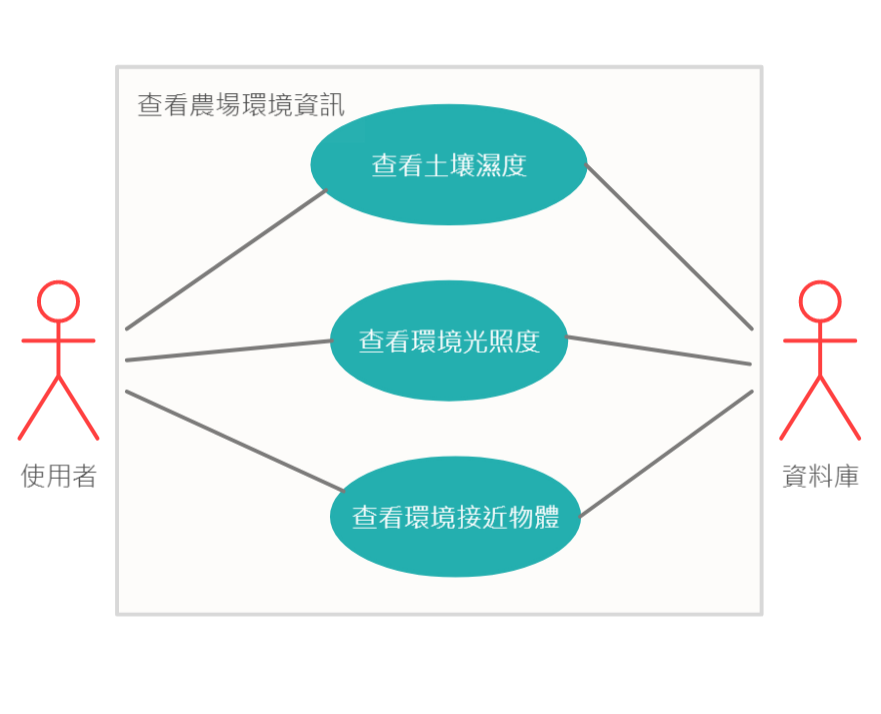 查看農場環境資訊
查看土壤濕度
查看環境光照度
查看環境接近物體
使用者
資料庫